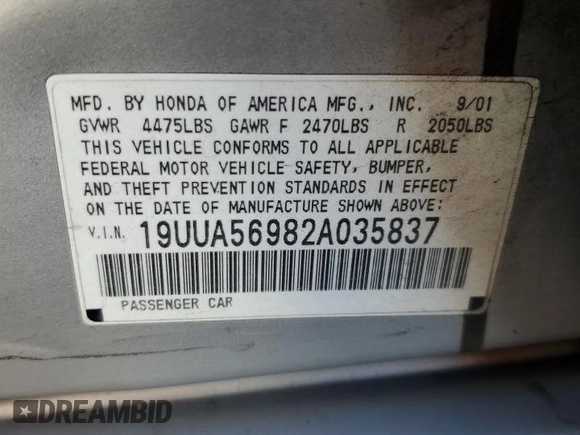 MFD. BY HONDA OF AMERICA MFG., INC. 9/01
GVWR 4475LBS GAWR F 2470LBS R 2050LBS
THIS VEHICLE CONFORMS TO ALL APPLICABLE
FEDERAL MOTOR VEHICLE SAFETY, BUMPER,
AND THEFT PREVENTION STANDARDS IN EFFECT
ON THE DATE OF MANUFACTURE SHOWN ABOVE:
V.I.N. 19UUA56982A035837
PASSENGER CAR
DREAMBID